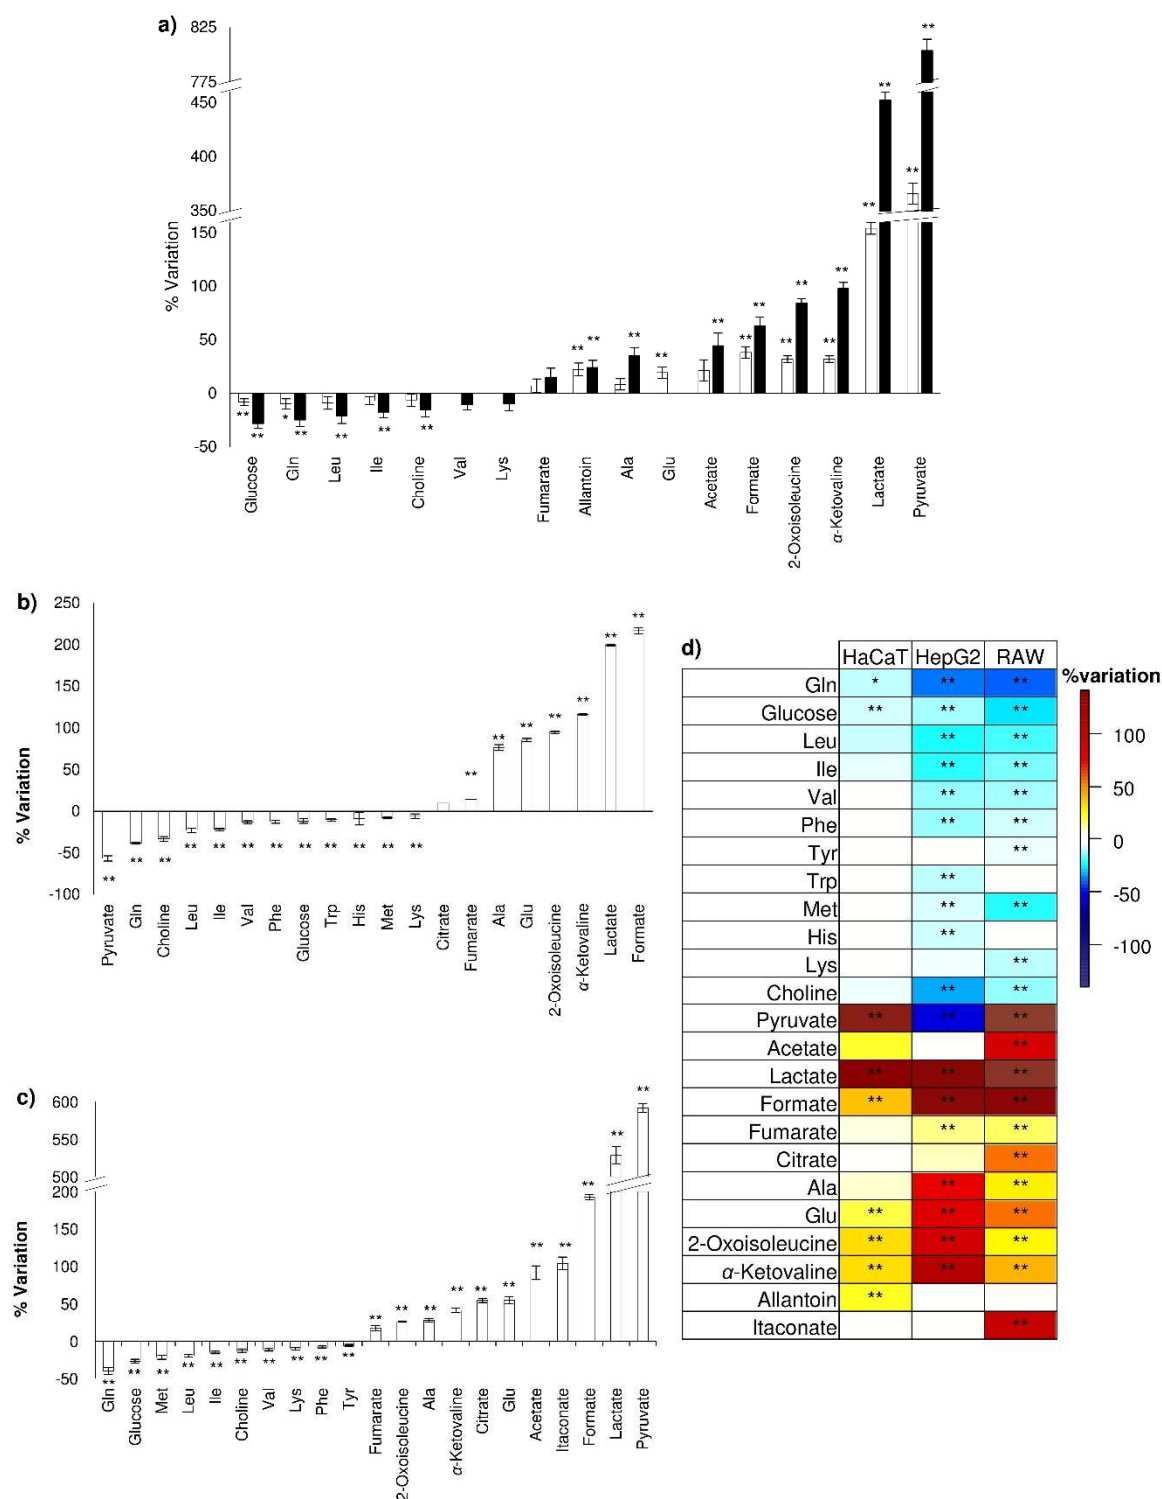 a)
825
775
450
400
350
150
100
50
0
-50
% Variation
** ** * ** ** ** ** ** ** ** ** ** ** ** ** ** ** ** ** ** ** **
Glucose
Gln
Leu
Ile
Choline
Val
Lys
Fumarate
Allantoin
Ala
Glu
Acetate
Formate
2-Oxoisoleucine
α-Ketovaline
Lactate
Pyruvate
b)
250
200
150
100
50
0
-50
-100
% Variation
** ** ** ** ** ** ** ** ** ** ** ** ** ** ** ** ** ** **
Pyruvate
Gln
Choline
Leu
Ile
Val
Phe
Glucose
Trp
His
Met
Lys
Citrate
Fumarate
Ala
Glu
2-Oxoisoleucine
α-Ketovaline
Lactate
Formate
c)
600
550
500
200
150
100
50
0
-50
% Variation
** ** ** ** ** ** ** ** ** ** ** ** ** ** ** ** ** ** ** ** **
Gln
Glucose
Met
Leu
Ile
Choline
Val
Lys
Phe
Tyr
Fumarate
2-Oxoisoleucine
Ala
α-Ketovaline
Citrate
Glu
Acetate
Itaconate
Formate
Lactate
Pyruvate
d)
HaCaT HepG2 RAW
Gln * ** **
Glucose ** ** **
Leu ** **
Ile ** **
Val ** **
Phe ** **
Tyr **
Trp **
Met ** **
His **
Lys **
Choline ** **
Pyruvate ** ** **
Acetate **
Lactate ** ** **
Formate ** ** **
Fumarate ** **
Citrate **
Ala ** **
Glu ** ** **
2-Oxoisoleucine ** ** **
α-Ketovaline ** ** **
Allantoin **
Itaconate **
%variation
100
50
0
-50
-100